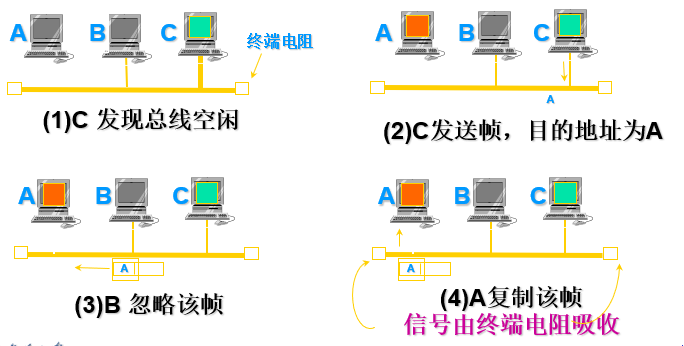 A B C
终端电阻
(1)C 发现总线空闲
A B C
A
(2)C发送帧，目的地址为A
A B C
A
(3)B 忽略该帧
A B C
A
(4)A复制该帧
信号由终端电阻吸收